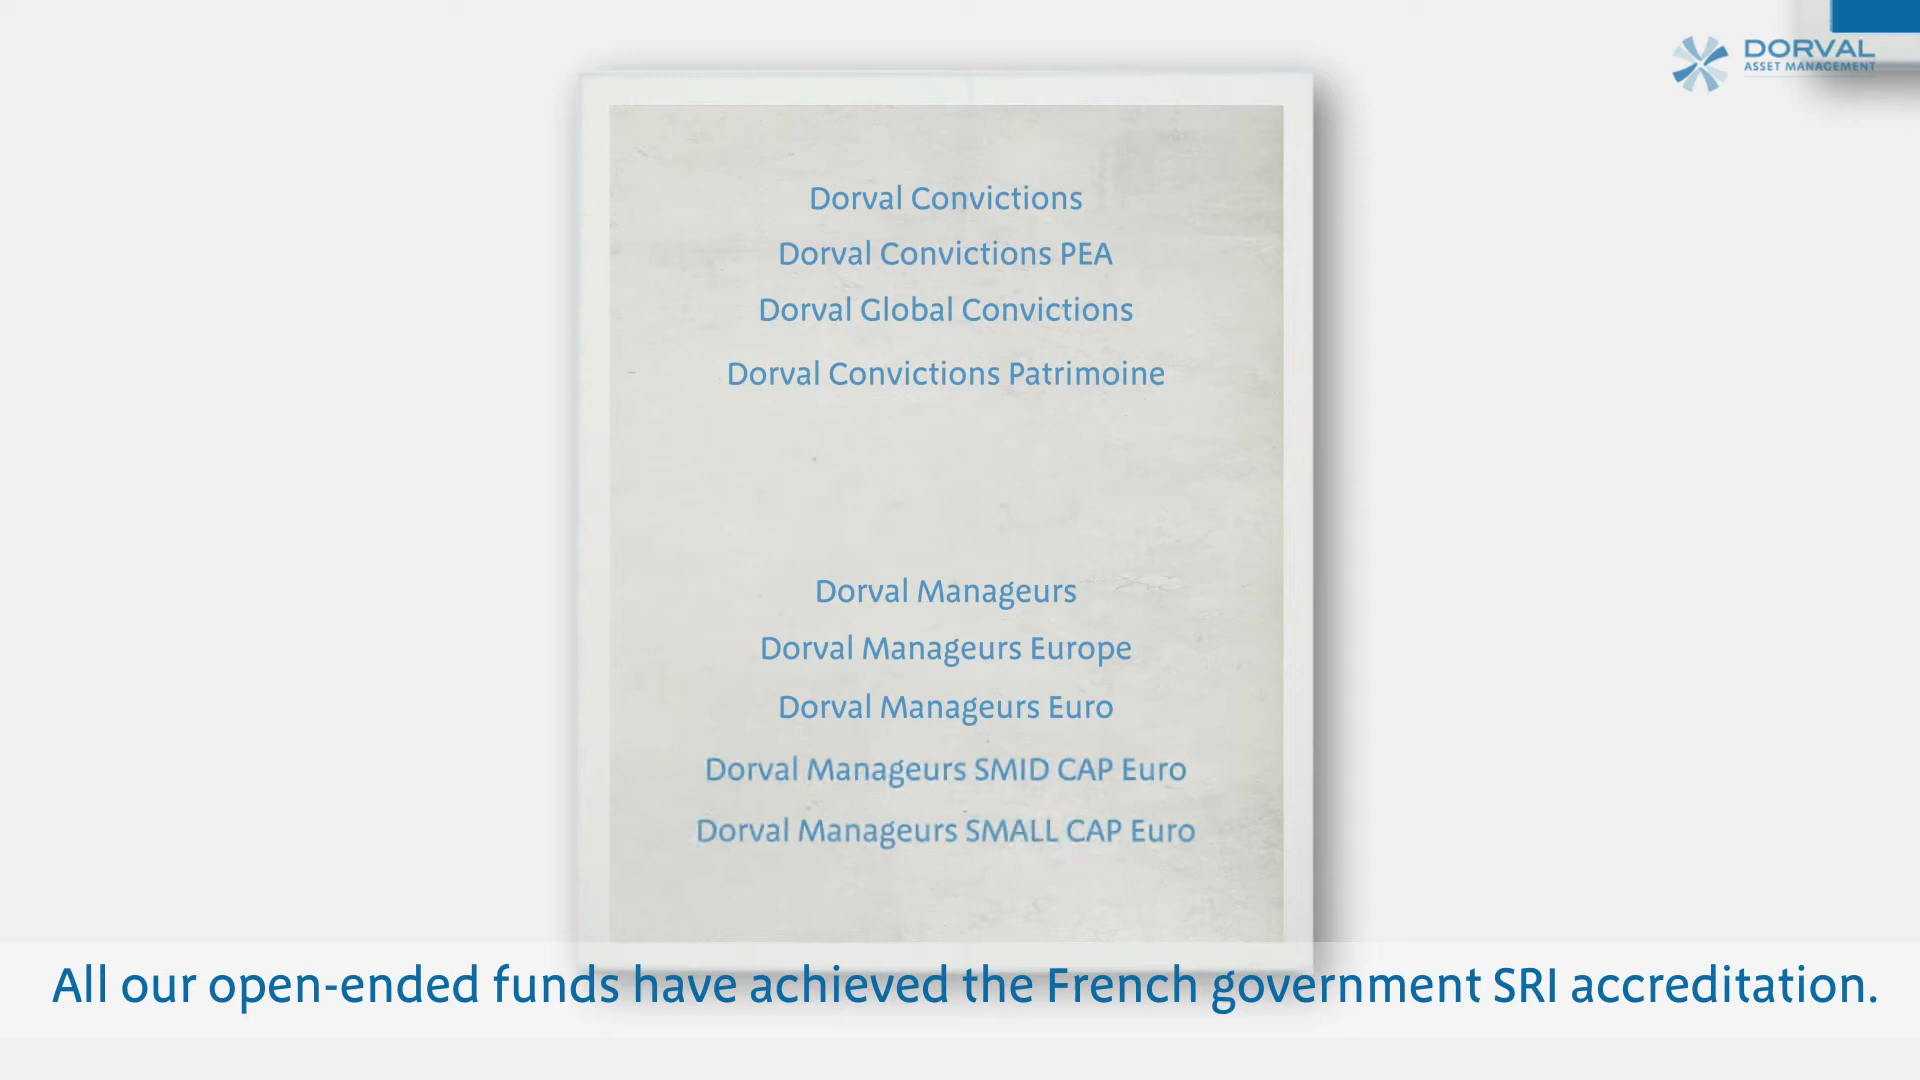 DORVAL
ASSET MANAGEMENT
Dorval Convictions
Dorval Convictions PEA
Dorval Global Convictions
Dorval Convictions Patrimoine
Dorval Manageurs
Dorval Manageurs Europe
Dorval Manageurs Euro
Dorval Manageurs SMID CAP Euro
Dorval Manageurs SMALL CAP Euro
All our open-ended funds have achieved the French government SRI accreditation.